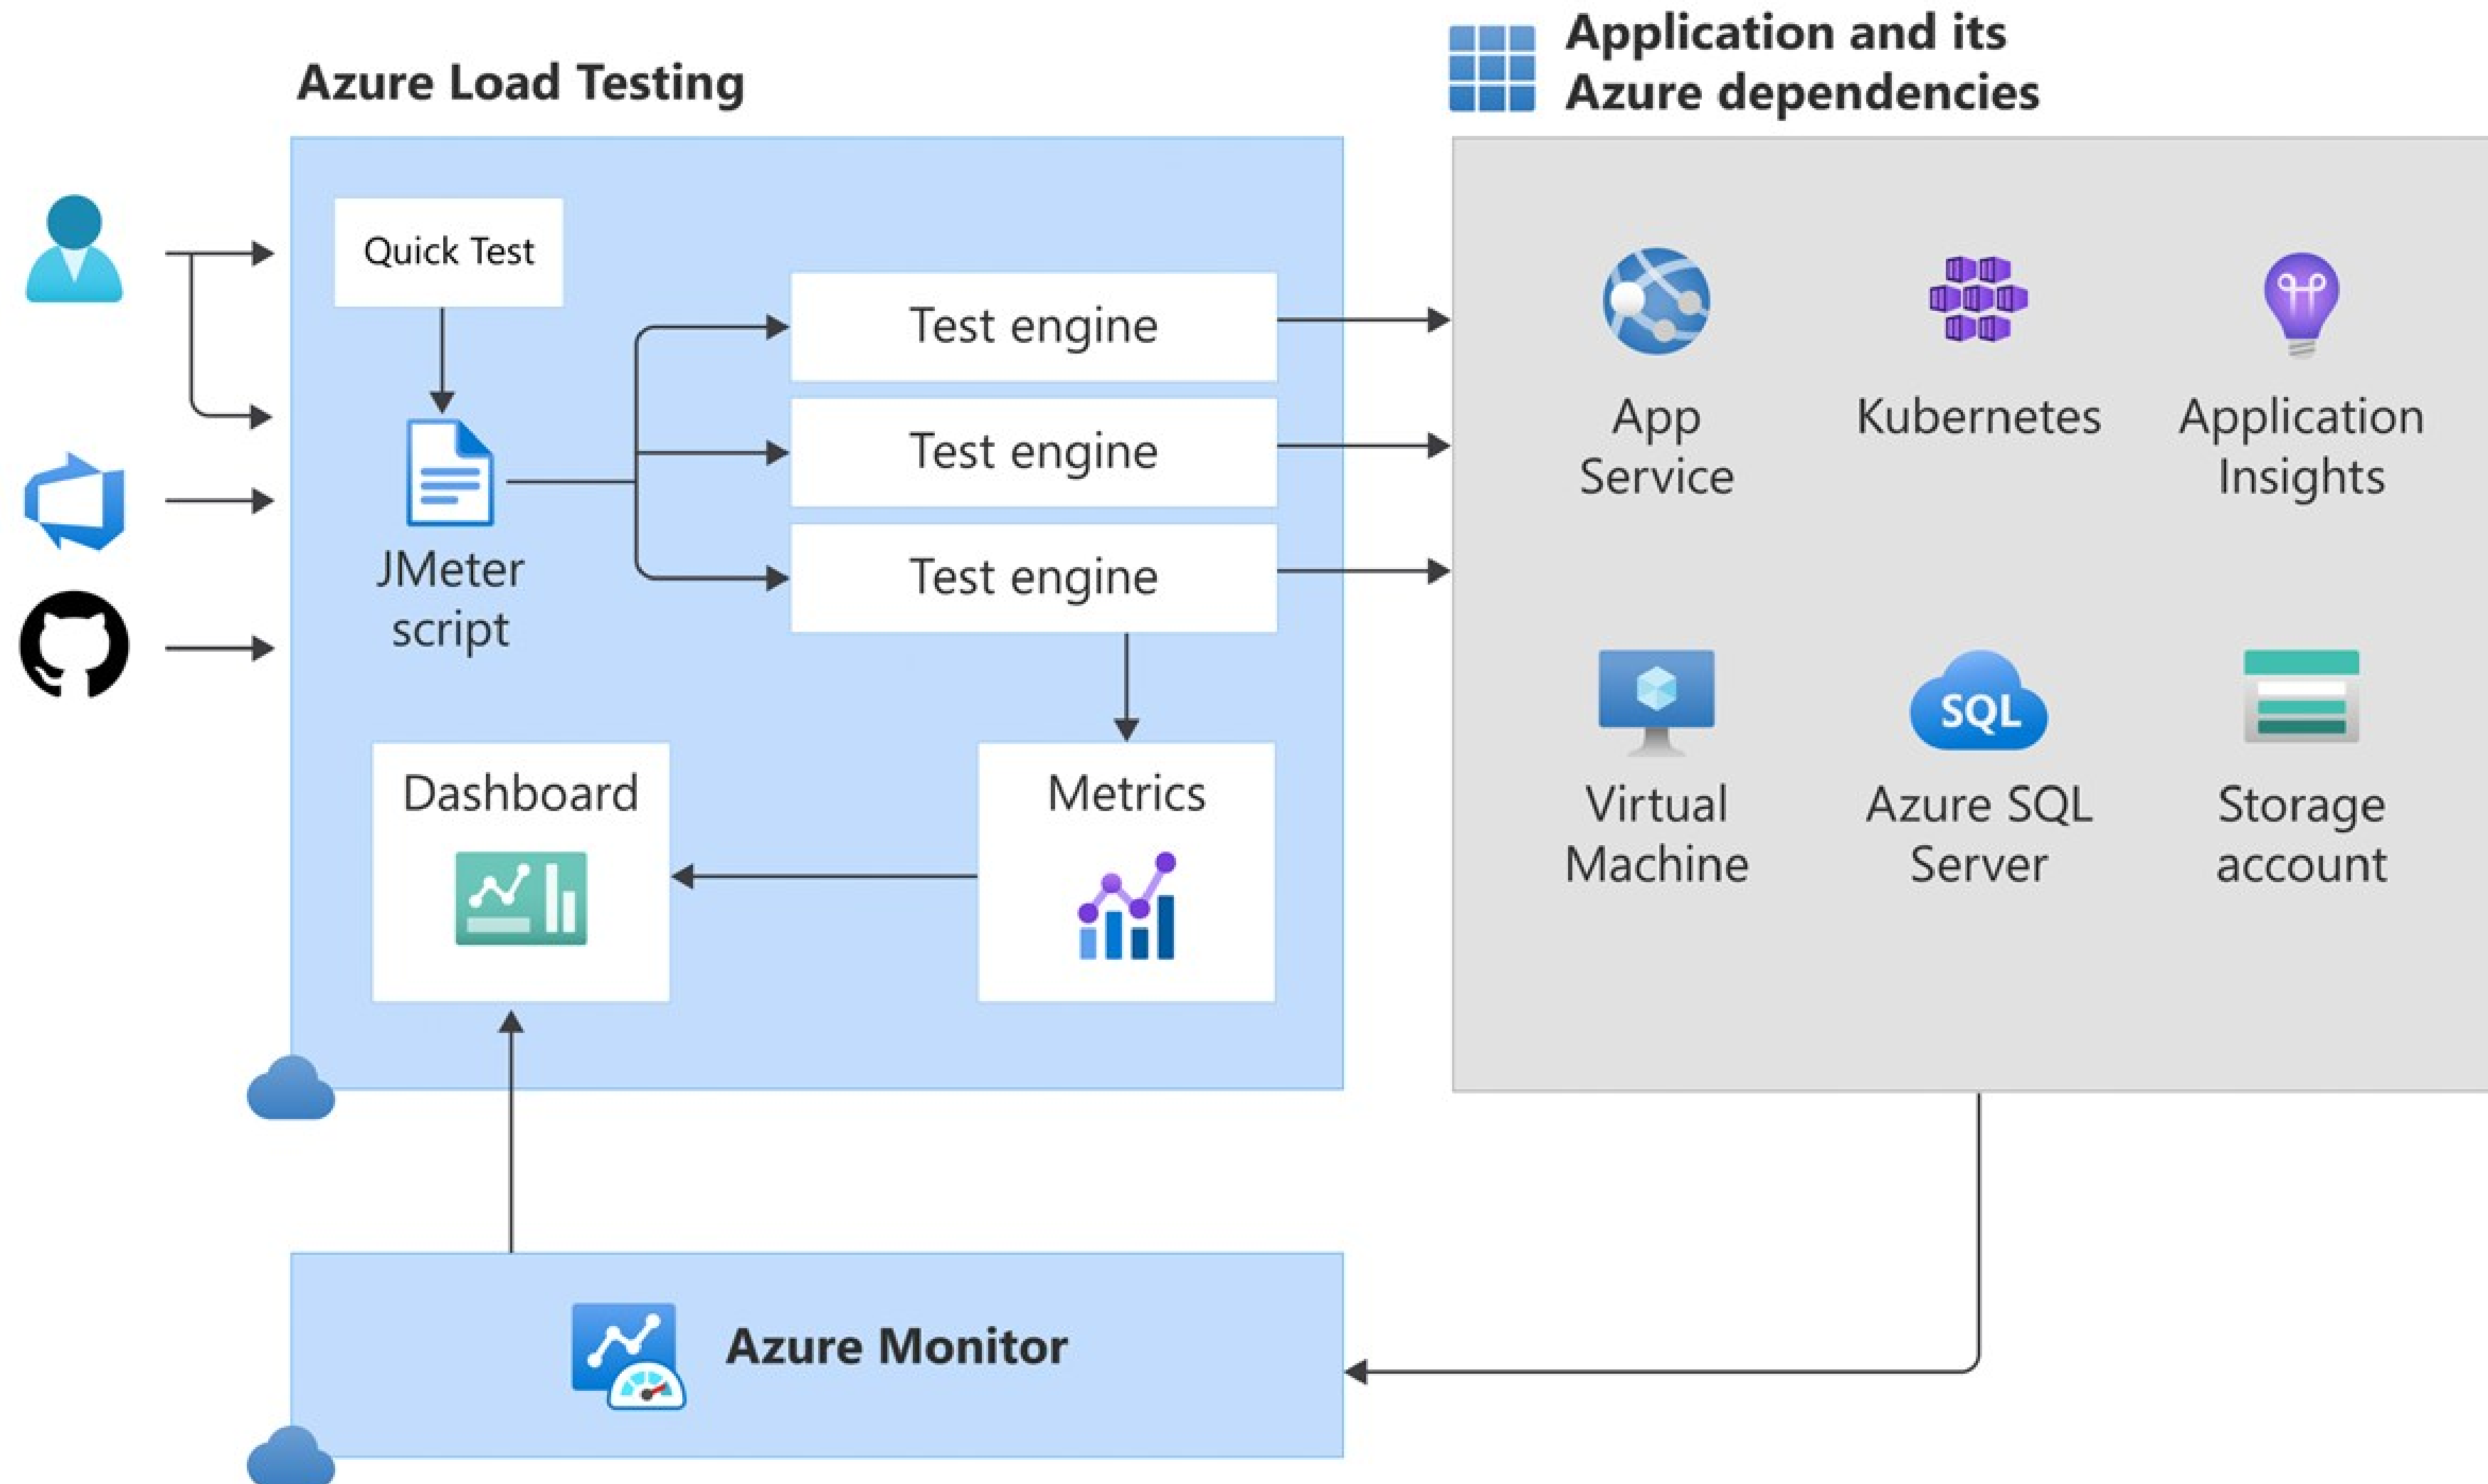 Azure Load Testing
Application and its
Azure dependencies
Quick Test
JMeter
script
Test engine
Test engine
Test engine
Dashboard
Metrics
App
Service
Kubernetes
Application
Insights
Virtual
Machine
SQL
Azure SQL
Server
Storage
account
Azure Monitor